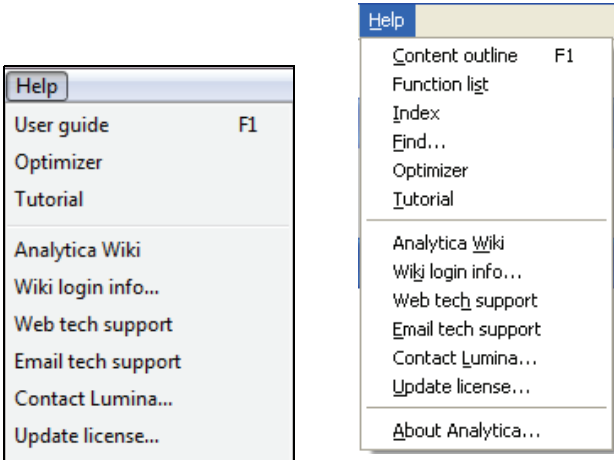 Help
User guide F1
Optimizer
Tutorial
Analytica Wiki
Wiki login info...
Web tech support
Email tech support
Contact Lumina...
Update license...
Help
Content outline F1
Function list
Index
Find...
Optimizer
Tutorial
Analytica Wiki
Wiki login info...
Web tech support
Email tech support
Contact Lumina...
Update license...
About Analytica...